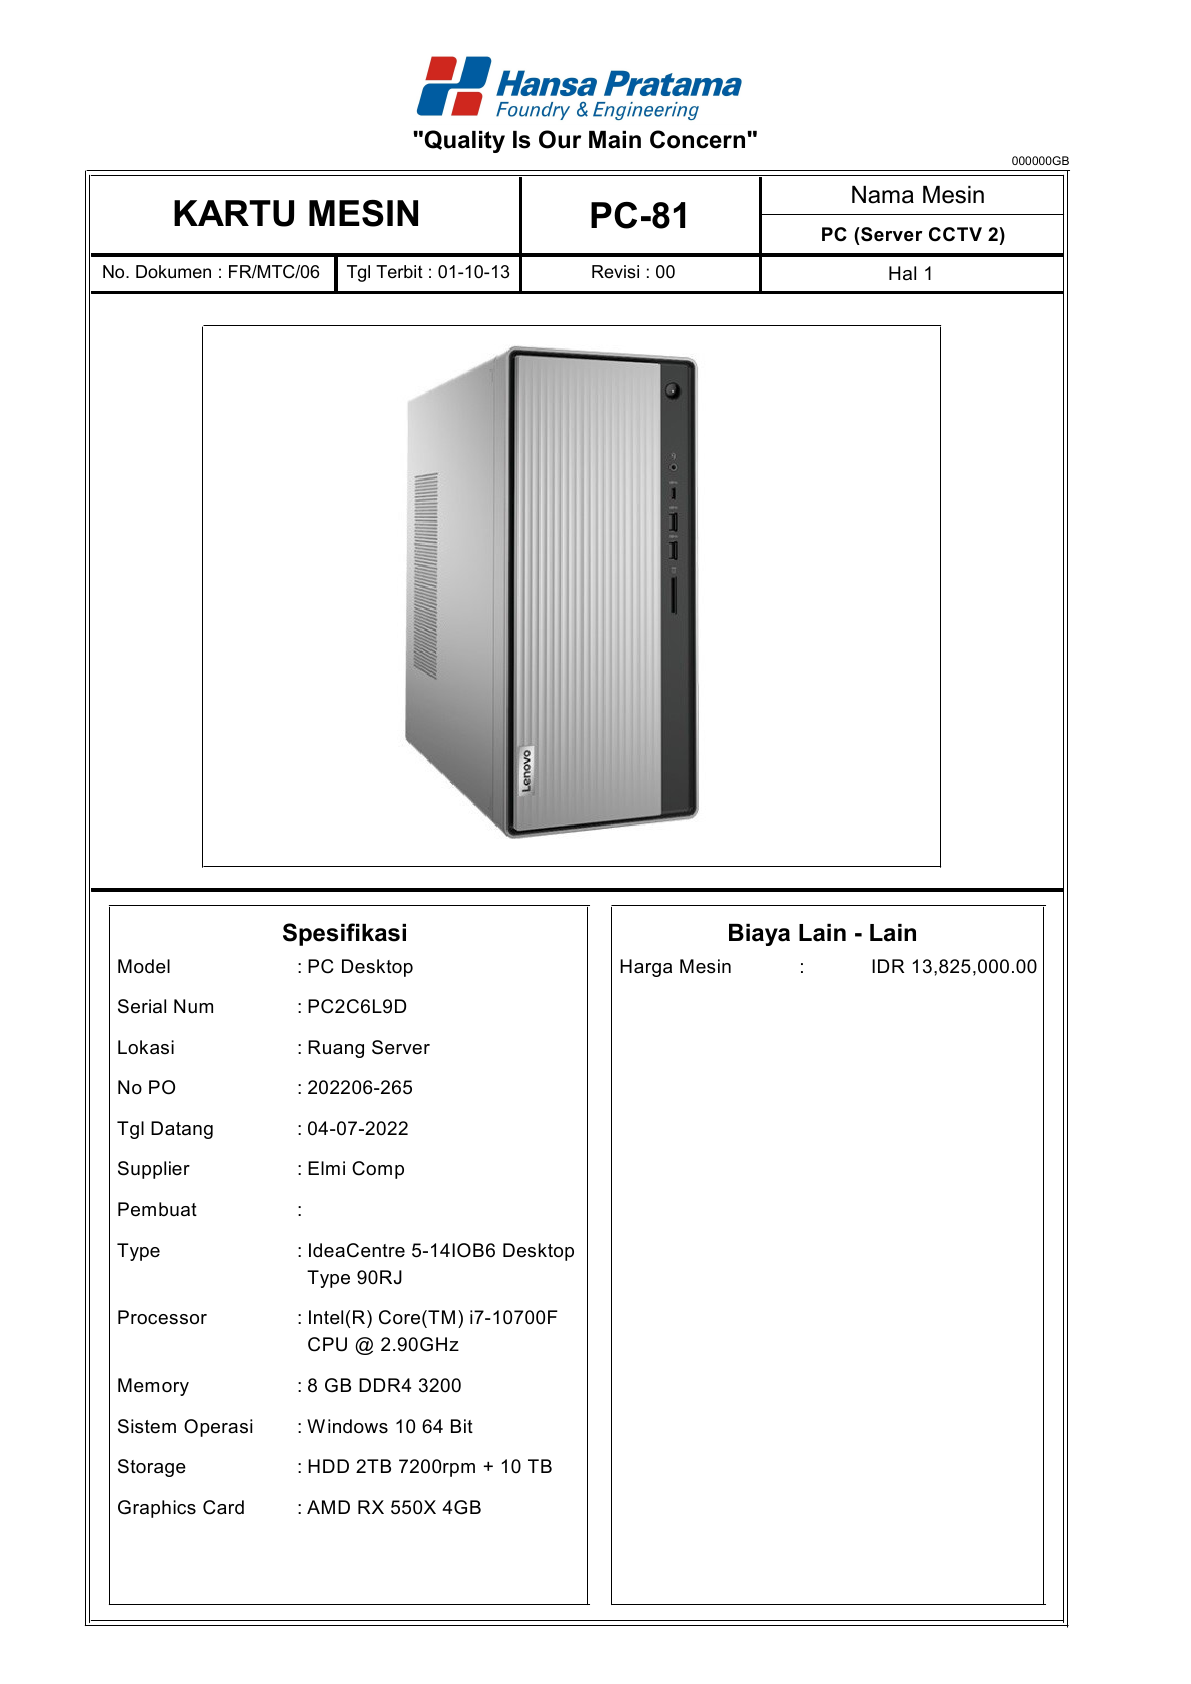 Hansa Pratama
Foundry & Engineering
"Quality Is Our Main Concern"
000000GB
KARTU MESIN
PC-81
Nama Mesin
PC (Server CCTV 2)
No. Dokumen : FR/MTC/06
Tgl Terbit : 01-10-13
Revisi : 00
Hal 1
Lenovo
Spesifikasi
Model : PC Desktop
Serial Num : PC2C6L9D
Lokasi : Ruang Server
No PO : 202206-265
Tgl Datang : 04-07-2022
Supplier : Elmi Comp
Pembuat :
Type : IdeaCentre 5-14IOB6 Desktop
Type 90RJ
Processor : Intel(R) Core(TM) i7-10700F
CPU @ 2.90GHz
Memory : 8 GB DDR4 3200
Sistem Operasi : Windows 10 64 Bit
Storage : HDD 2TB 7200rpm + 10 TB
Graphics Card : AMD RX 550X 4GB
Biaya Lain - Lain
Harga Mesin : IDR 13,825,000.00